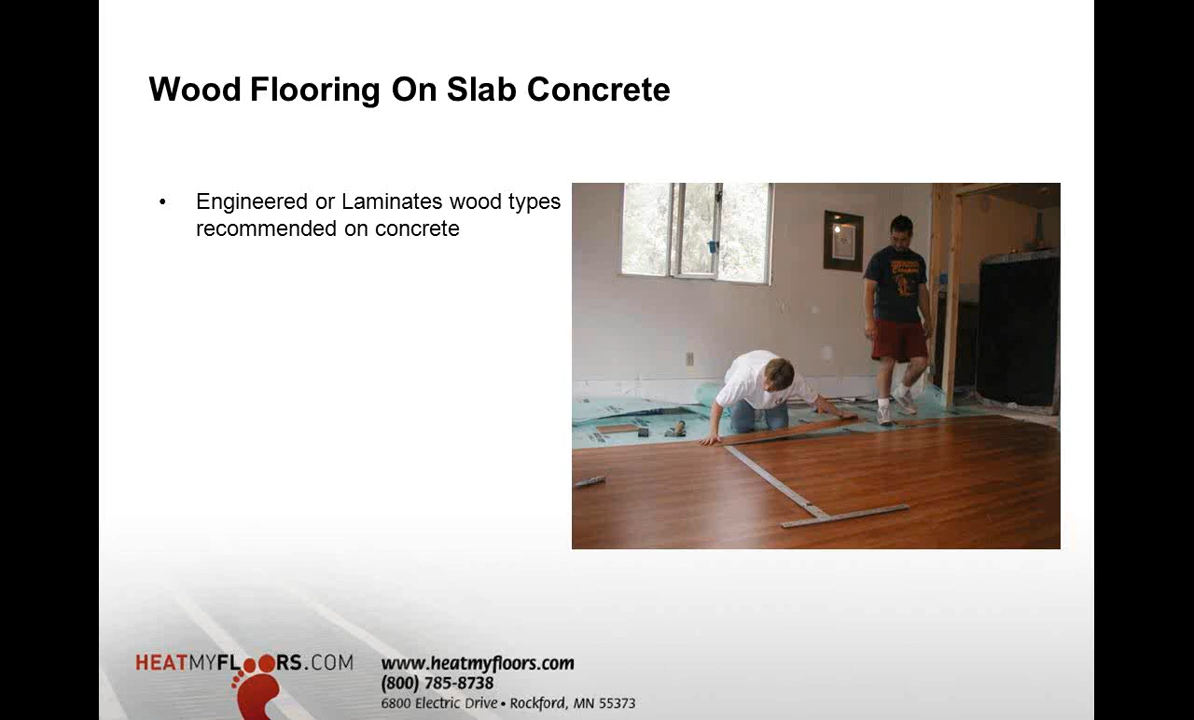 Wood Flooring On Slab Concrete
• Engineered or Laminates wood types
recommended on concrete
HEATMYFLOORS.COM
www.heatmyfloors.com
(800) 785-8738
6800 Electric Drive • Rockford, MN 55373